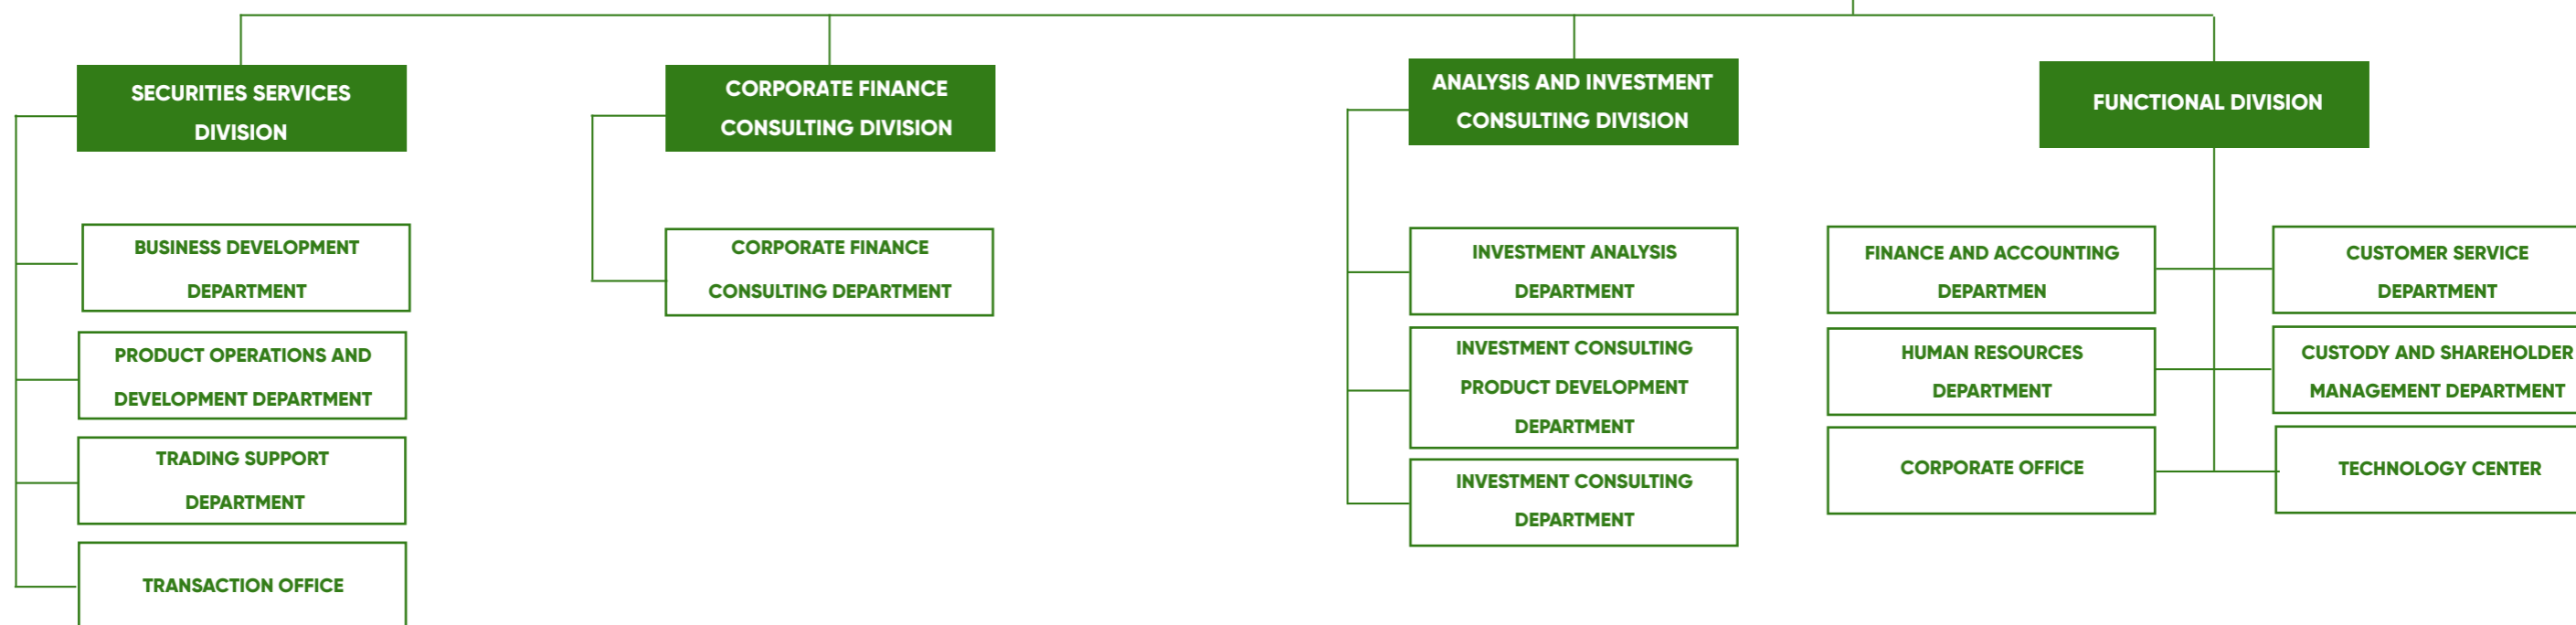 SECURITIES SERVICES
DIVISION
CORPORATE FINANCE
CONSULTING DIVISION
ANALYSIS AND INVESTMENT
CONSULTING DIVISION
FUNCTIONAL DIVISION
BUSINESS DEVELOPMENT
DEPARTMENT
PRODUCT OPERATIONS AND
DEVELOPMENT DEPARTMENT
TRADING SUPPORT
DEPARTMENT
TRANSACTION OFFICE
CORPORATE FINANCE
CONSULTING DEPARTMENT
INVESTMENT ANALYSIS
DEPARTMENT
INVESTMENT CONSULTING
PRODUCT DEVELOPMENT
DEPARTMENT
INVESTMENT CONSULTING
DEPARTMENT
FINANCE AND ACCOUNTING
DEPARTMEN
HUMAN RESOURCES
DEPARTMENT
CORPORATE OFFICE
CUSTOMER SERVICE
DEPARTMENT
CUSTODY AND SHAREHOLDER
MANAGEMENT DEPARTMENT
TECHNOLOGY CENTER